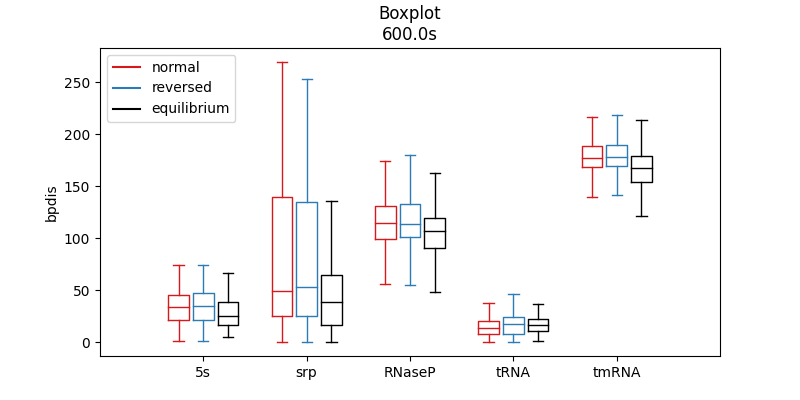 Boxplot
600.0s
normal
reversed
equilibrium
250
200
150
100
50
0
bpdis
5s srp RNaseP tRNA tmRNA